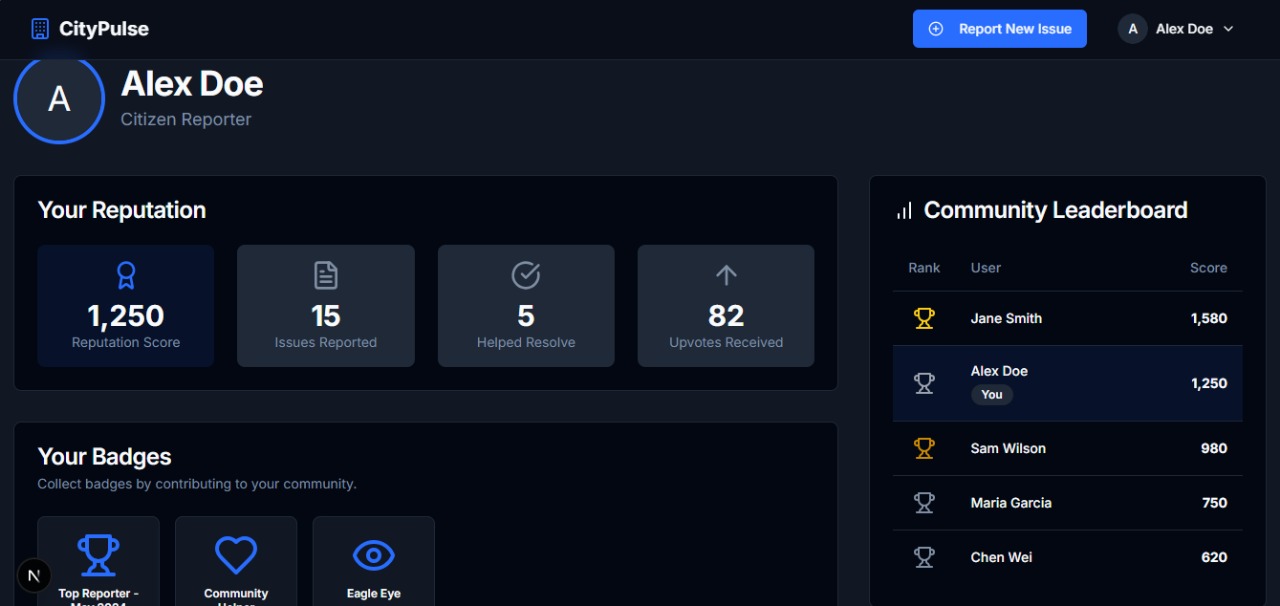 CityPulse
Report New Issue
A
Alex Doe
A
Alex Doe
Citizen Reporter
Your Reputation
1,250
Reputation Score
15
Issues Reported
5
Helped Resolve
82
Upvotes Received
Your Badges
Collect badges by contributing to your community.
Top Reporter -
May 2024
Community
Helper
Eagle Eye
N
Community Leaderboard
Rank User Score
Jane Smith 1,580
Alex Doe
You
1,250
Sam Wilson 980
Maria Garcia 750
Chen Wei 620